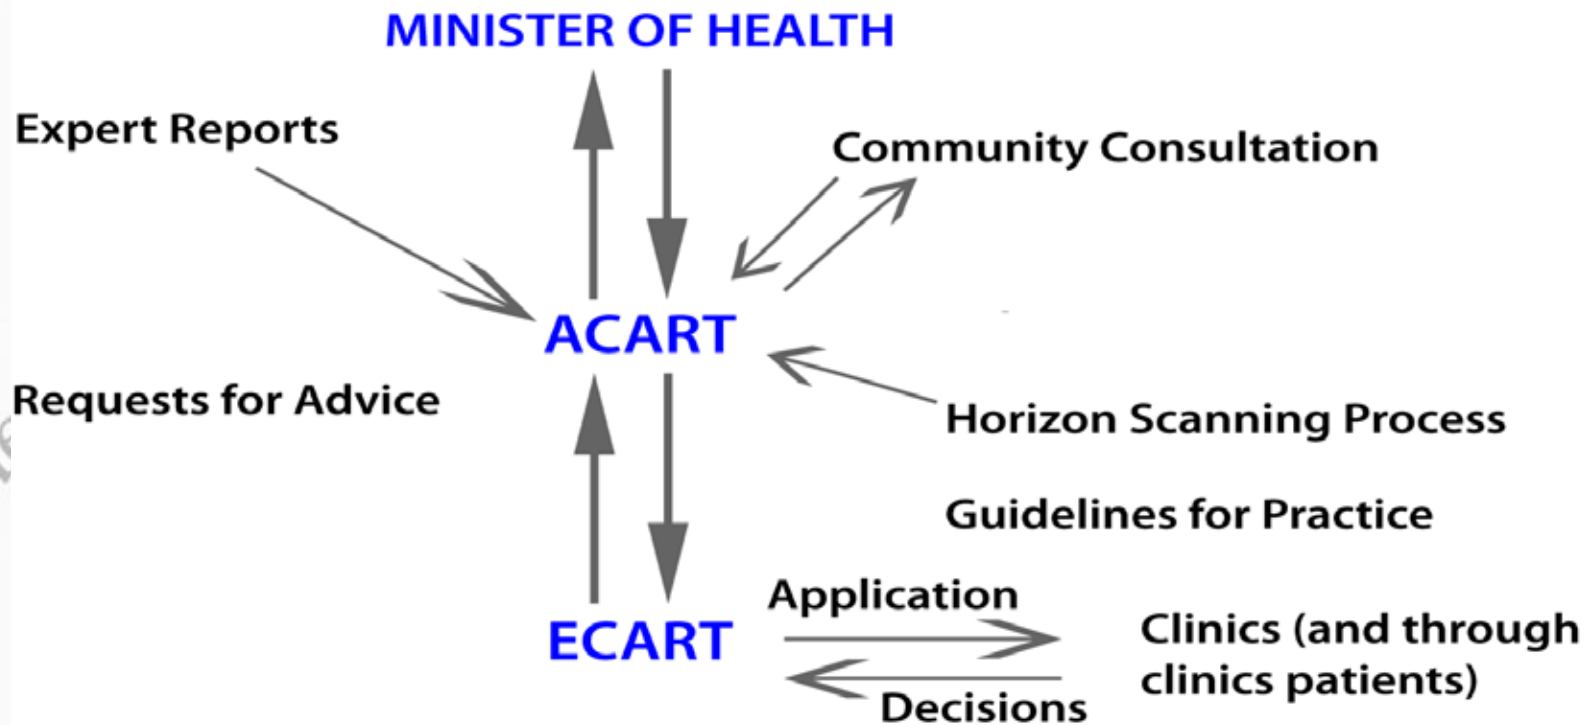 MINISTER OF HEALTH
Expert Reports
Community Consultation
ACART
Requests for Advice
Horizon Scanning Process
Guidelines for Practice
Application
ECART
Clinics (and through
clinics patients)
Decisions